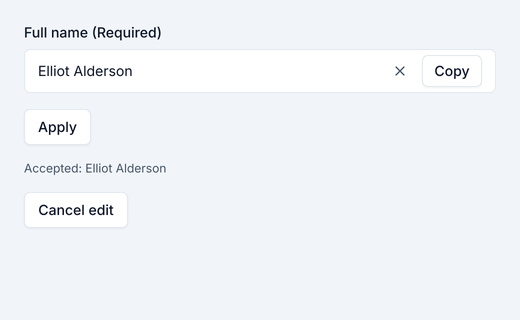 Full name (Required)
Elliot Alderson
Copy
Apply
Accepted: Elliot Alderson
Cancel edit